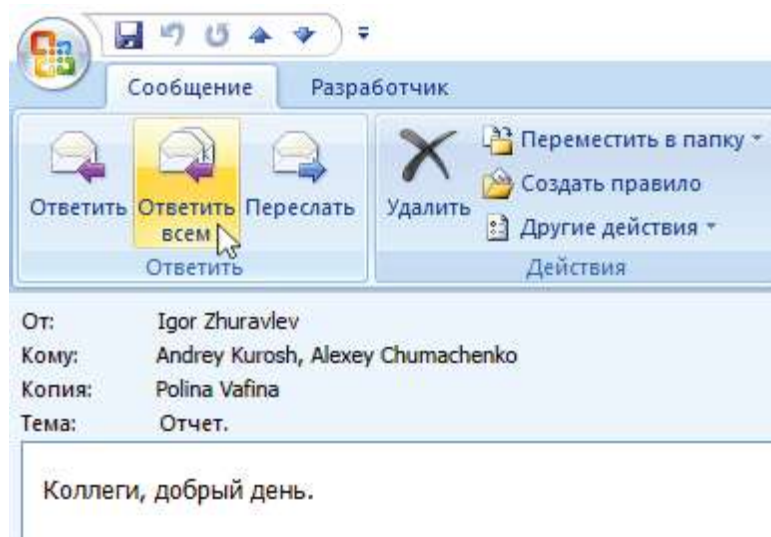 Сообщение Разработчик
Ответить Ответить всем Переслать
Ответить
Удалить
Переместить в папку
Создать правило
Другие действия
Действия
От: Igor Zhuravlev
Кому: Andrey Kurosh, Alexey Chumachenko
Копия: Polina Vafina
Тема: Отчет.
Коллеги, добрый день.